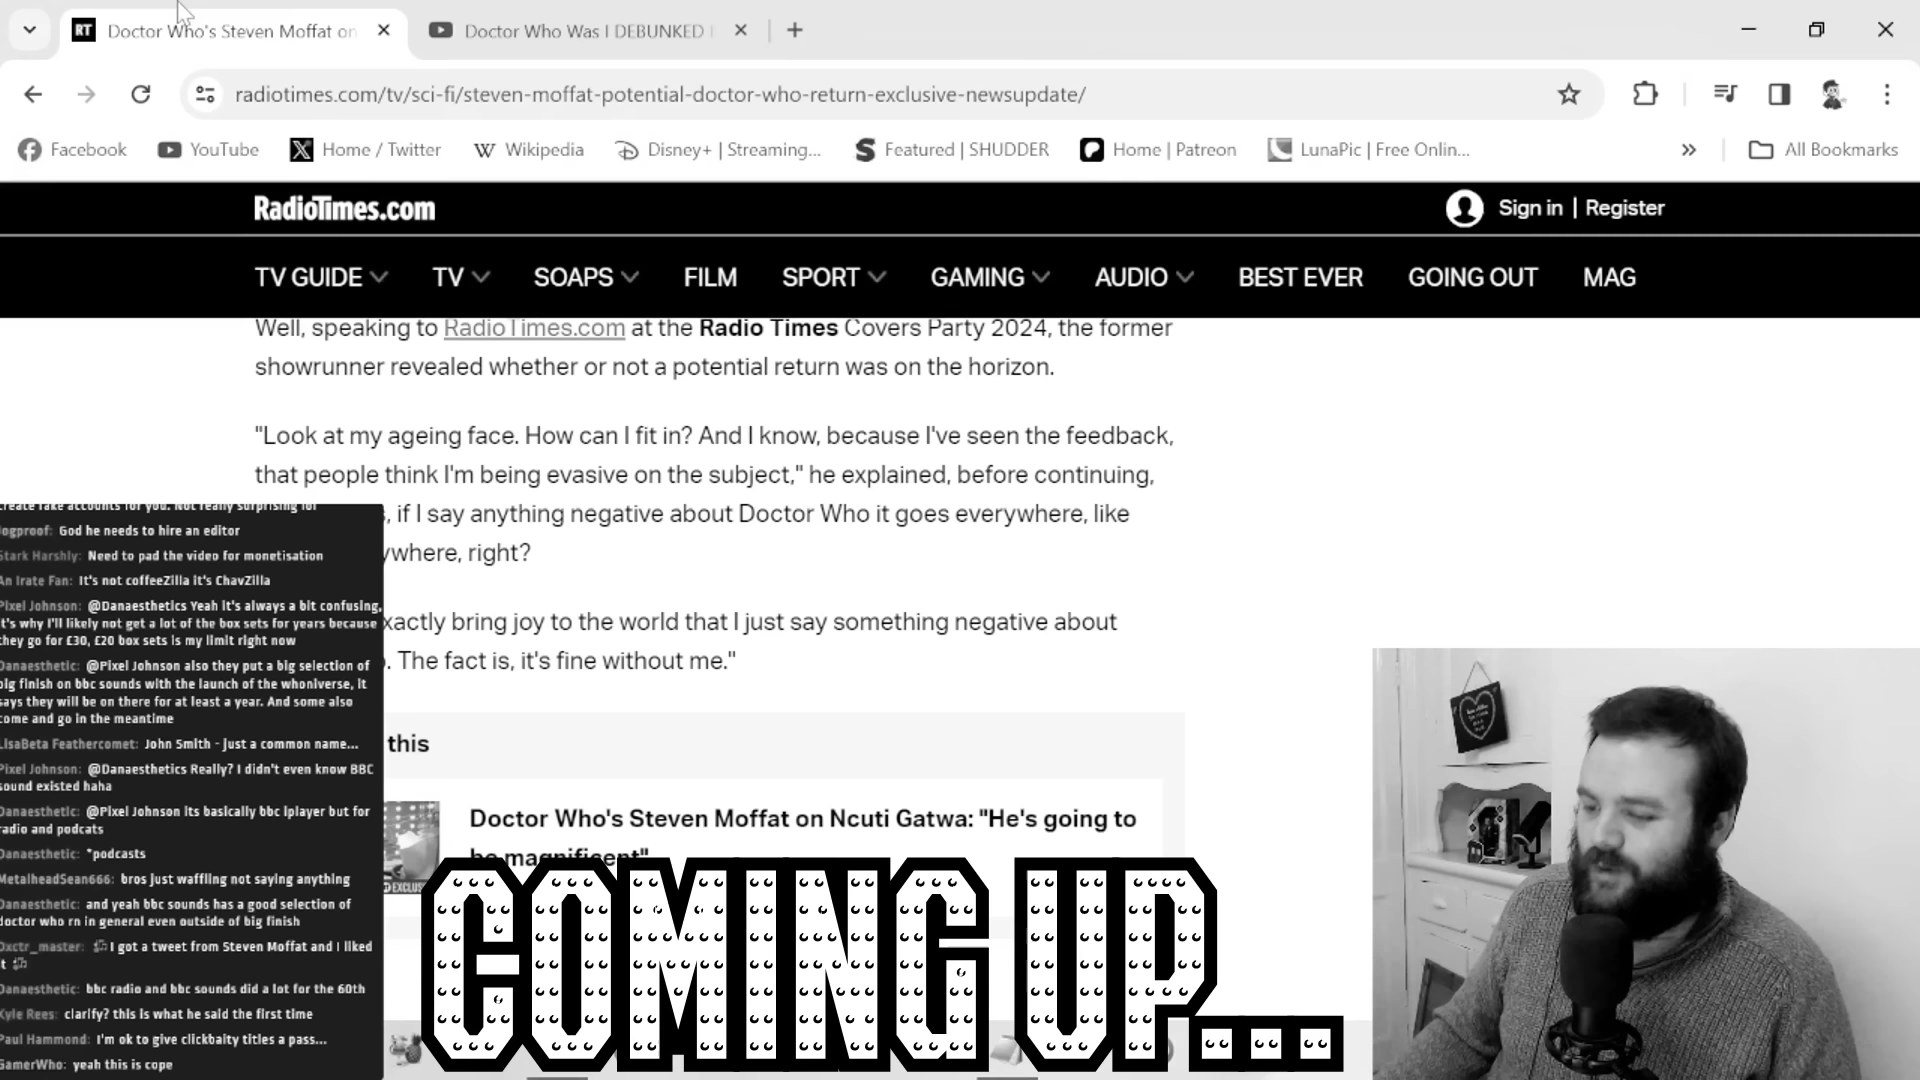 RT Doctor Who's Steven Moffat on
Doctor Who Was I DEBUNKED
radiotimes.com/tv/sci-fi/steven-moffat-potential-doctor-who-return-exclusive-newsupdate/
Facebook YouTube Home / Twitter Wikipedia Disney+ | Streaming... Featured | SHUDDER Home | Patreon LunaPic | Free Onlin... » All Bookmarks
RadioTimes.com
Sign in | Register
TV GUIDE TV SOAPS FILM SPORT GAMING AUDIO BEST EVER GOING OUT MAG
Well, speaking to RadioTimes.com at the Radio Times Covers Party 2024, the former
showrunner revealed whether or not a potential return was on the horizon.
"Look at my ageing face. How can I fit in? And I know, because I've seen the feedback,
that people think I'm being evasive on the subject," he explained, before continuing,
, if I say anything negative about Doctor Who it goes everywhere, like
ywhere, right?
xactly bring joy to the world that I just say something negative about
. The fact is, it's fine without me."
this
Doctor Who's Steven Moffat on Ncuti Gatwa: "He's going to
be magnificent"
EXCLUS
create fake accounts for you. Not really surprising lol
ogproof: God he needs to hire an editor
Stark Harshly: Need to pad the video for monetisation
An Irate Fan: It's not coffeeZilla it's ChavZilla
Pixel Johnson: @Danaesthetics Yeah it's always a bit confusing,
it's why I'll likely not get a lot of the box sets for years because
they go for £30, £20 box sets is my limit right now
Danaesthetic: @Pixel Johnson also they put a big selection of
big finish on bbc sounds with the launch of the whoniverse, it
says they will be on there for at least a year. And some also
come and go in the meantime
LisaBeta Feathercomet: John Smith - just a common name...
Pixel Johnson: @Danaesthetics Really? I didn't even know BBC
sound existed haha
Danaesthetic: @Pixel Johnson its basically bbc iplayer but for
radio and podcats
Danaesthetic: *podcasts
MetalheadSean666: bros just waffling not saying anything
Danaesthetic: and yeah bbc sounds has a good selection of
doctor who rn in general even outside of big finish
Dxctr_master: I got a tweet from Steven Moffat and I liked
it
Danaesthetic: bbc radio and bbc sounds did a lot for the 60th
Kyle Rees: clarify? this is what he said the first time
Paul Hammond: I'm ok to give clickbaity titles a pass...
GamerWho: yeah this is cope
COMING UP...